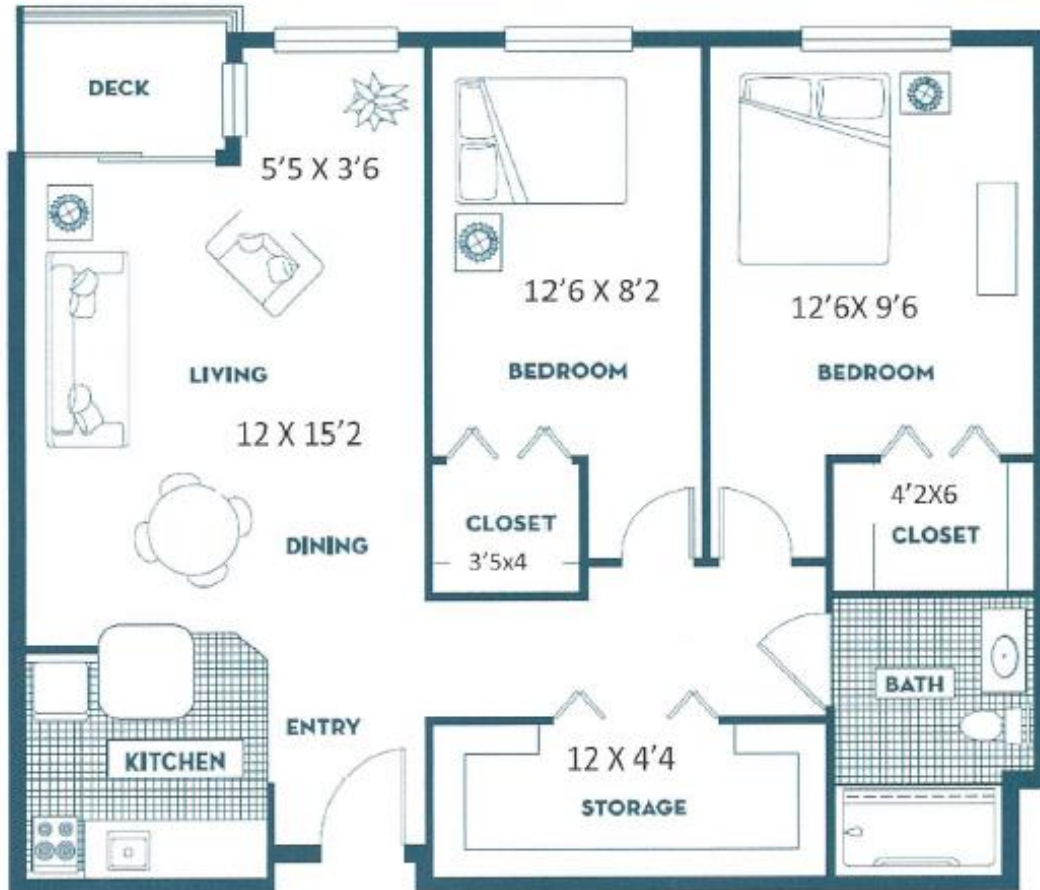 DECK
5'5 X 3'6
12'6 X 8'2
12'6X 9'6
LIVING
BEDROOM
BEDROOM
12 X 15'2
4'2X6
CLOSET
CLOSET
DINING
3'5x4
BATH
ENTRY
KITCHEN
12 X 4'4
STORAGE